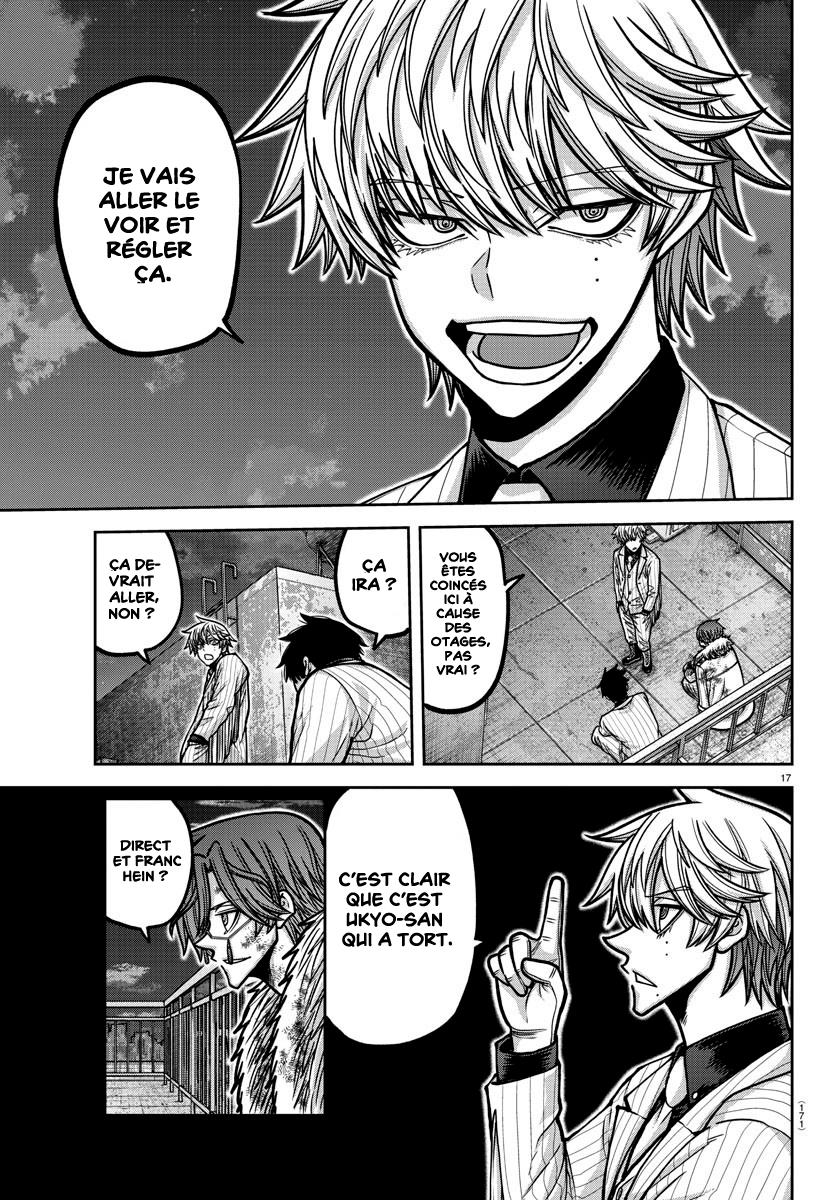 JE VAIS
ALLER LE
VOIR ET
RÉGLER
ÇA.
VOUS
ÊTES
COINCÉS
ICI À
CAUSE
DES
OTAGES,
PAS
VRAI ?
ÇA
IRA ?
ÇA DE-
VRAIT
ALLER,
NON ?
17
C'EST CLAIR
QUE C'EST
UKYO-SAN
QUI A TORT.
DIRECT
ET FRANC
HEIN ?
(171)